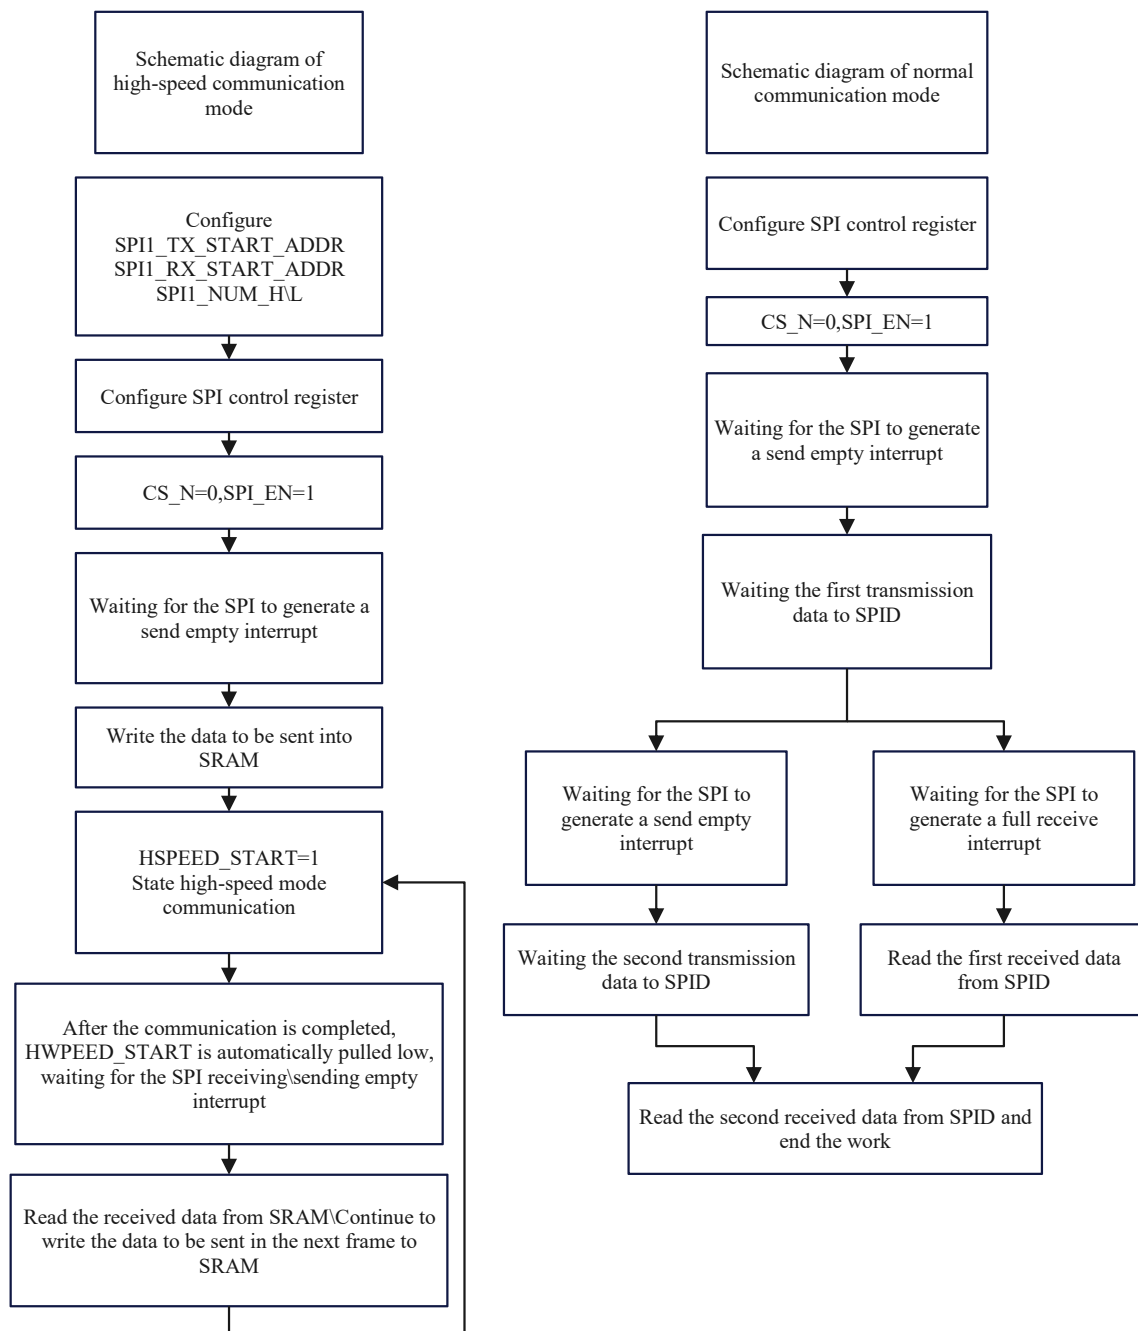 Schematic diagram of
high-speed communication
mode
Configure
SPI1_TX_START_ADDR
SPI1_RX_START_ADDR
SPI1_NUM_H\L
Configure SPI control register
CS_N=0,SPI_EN=1
Waiting for the SPI to generate a
send empty interrupt
Write the data to be sent into
SRAM
HSPEED_START=1
State high-speed mode
communication
After the communication is completed,
HWPEED_START is automatically pulled low,
waiting for the SPI receiving\sending empty
interrupt
Read the received data from SRAM\Continue to
write the data to be sent in the next frame to
SRAM
Schematic diagram of normal
communication mode
Configure SPI control register
CS_N=0,SPI_EN=1
Waiting for the SPI to generate
a send empty interrupt
Waiting the first transmission
data to SPID
Waiting for the SPI to
generate a send empty
interrupt
Waiting the second transmission
data to SPID
Waiting for the SPI to
generate a full receive
interrupt
Read the first received data
from SPID
Read the second received data from SPID and
end the work